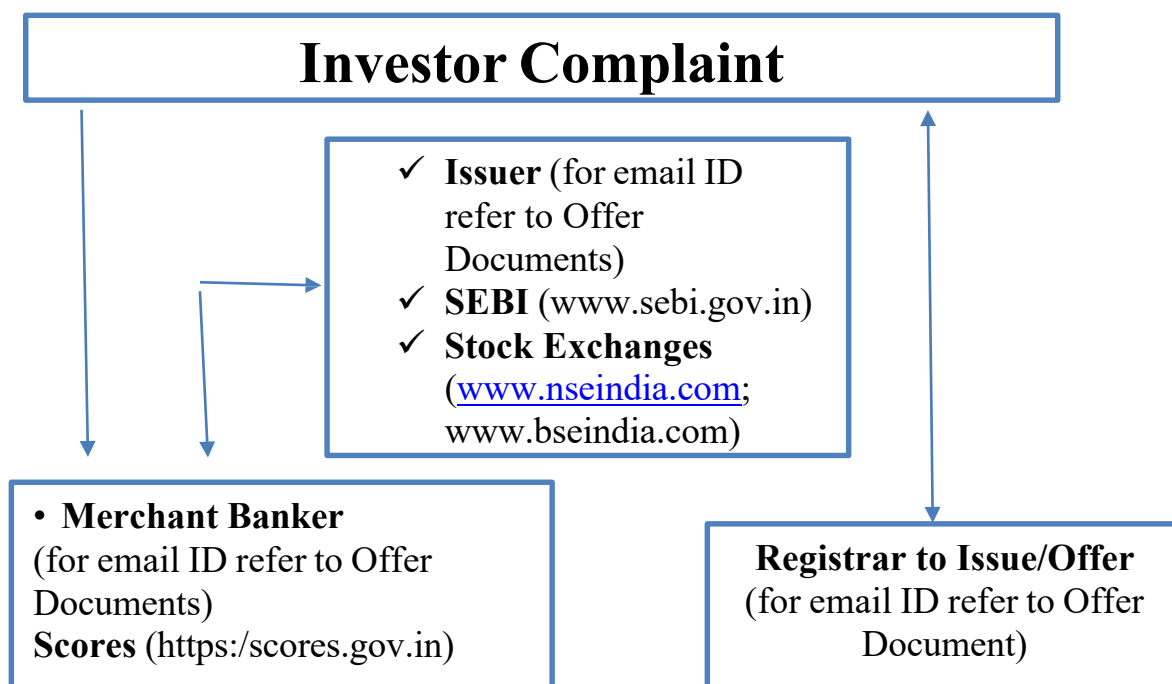 Investor Complaint
✓ Issuer (for email ID
refer to Offer
Documents)
✓ SEBI (www.sebi.gov.in)
✓ Stock Exchanges
(www.nseindia.com;
www.bseindia.com)
• Merchant Banker
(for email ID refer to Offer
Documents)
Scores (https:/scores.gov.in)
Registrar to Issue/Offer
(for email ID refer to Offer
Document)